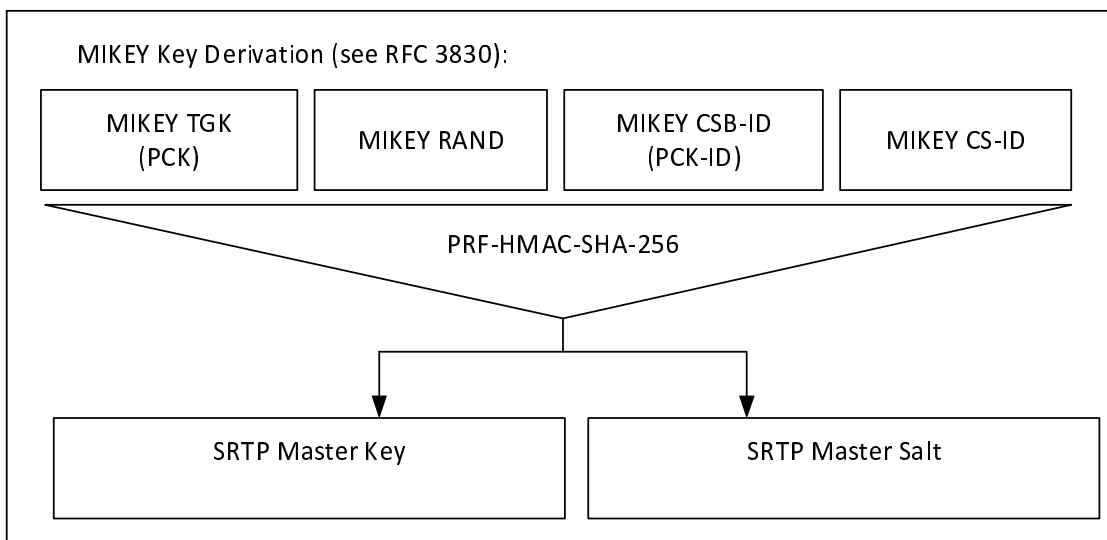 MIKEY Key Derivation (see RFC 3830):
MIKEY TGK
(PCK)
MIKEY RAND
MIKEY CSB-ID
(PCK-ID)
MIKEY CS-ID
PRF-HMAC-SHA-256
SRTP Master Key
SRTP Master Salt